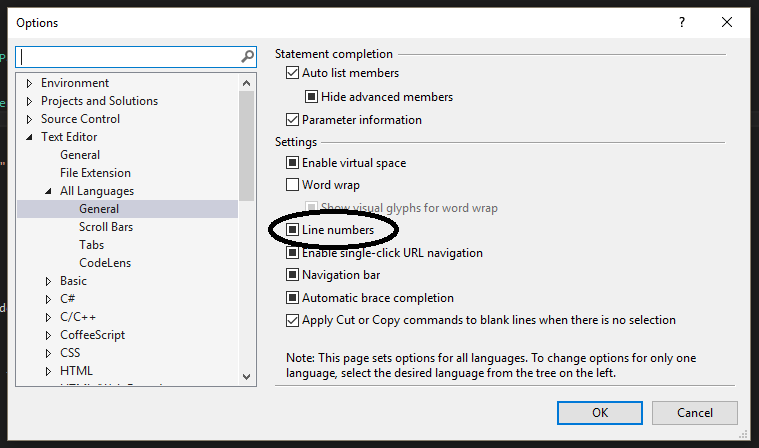 Options
?
Environment
Projects and Solutions
Source Control
Text Editor
General
File Extension
All Languages
General
Scroll Bars
Tabs
CodeLens
Basic
C#
C/C++
CoffeeScript
CSS
HTML
Statement completion
Auto list members
Hide advanced members
Parameter information
Settings
Enable virtual space
Word wrap
Show visual glyphs for word wrap
Line numbers
Enable single-click URL navigation
Navigation bar
Automatic brace completion
Apply Cut or Copy commands to blank lines when there is no selection
Note: This page sets options for all languages. To change options for only one
language, select the desired language from the tree on the left.
OK
Cancel